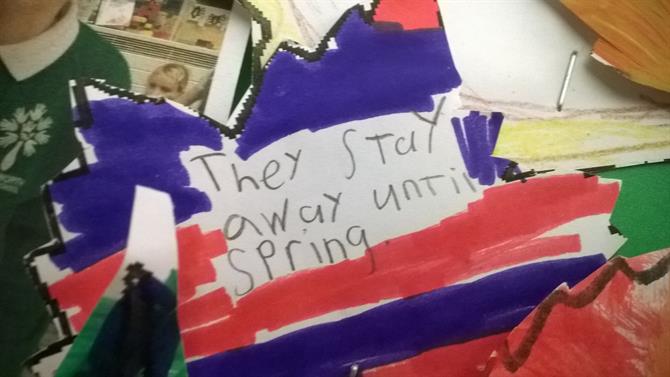 They stay
away until
spring.